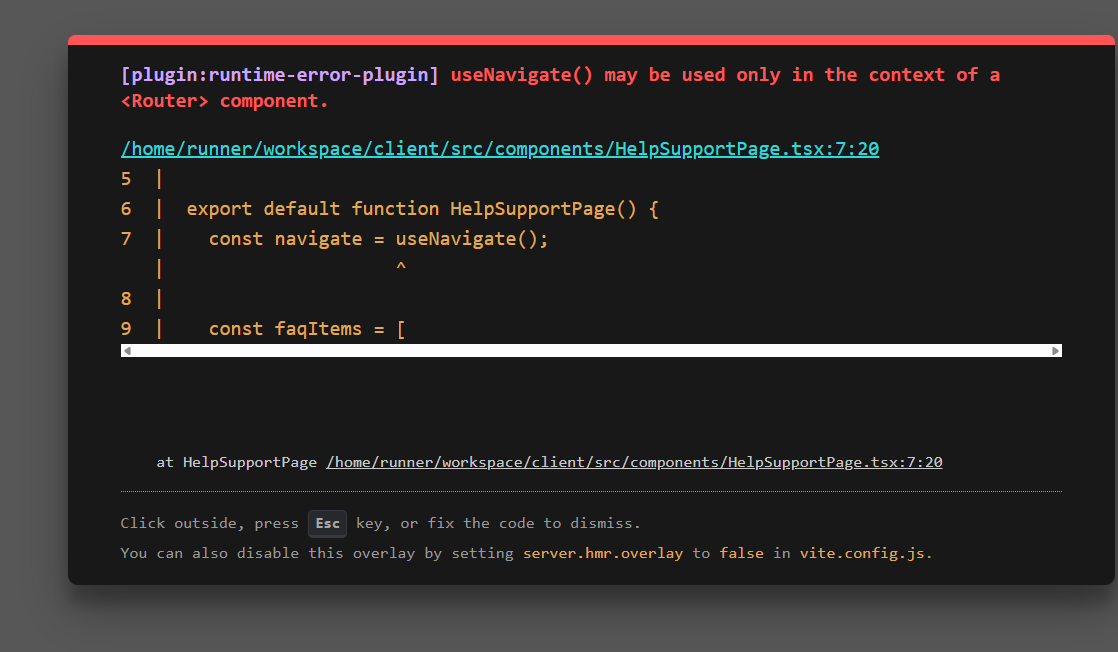 [plugin:runtime-error-plugin] useNavigate() may be used only in the context of a
<Router> component.
/home/runner/workspace/client/src/components/HelpSupportPage.tsx:7:20
5  |
6  |  export default function HelpSupportPage() {
7  |    const navigate = useNavigate();
   |                     ^
8  |
9  |    const faqItems = [
at HelpSupportPage /home/runner/workspace/client/src/components/HelpSupportPage.tsx:7:20
Click outside, press Esc key, or fix the code to dismiss.
You can also disable this overlay by setting server.hmr.overlay to false in vite.config.js.